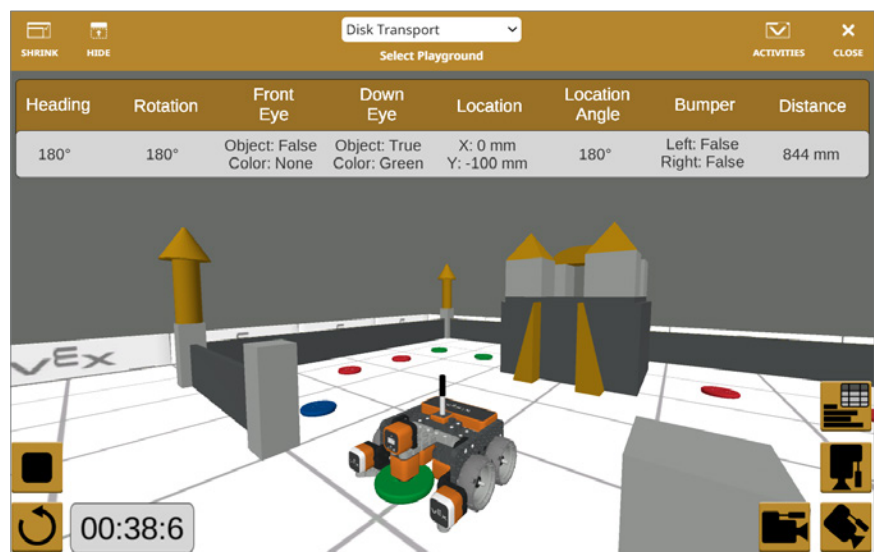 Disk Transport
SHRINK HIDE Select Playground ACTIVITIES CLOSE
Heading Rotation Front Eye Down Eye Location Location Angle Bumper Distance
180° 180° Object: False Object: True X: 0 mm 180° Left: False 844 mm
Color: None Color: Green Y: -100 mm Right: False
vEx
00:38:6